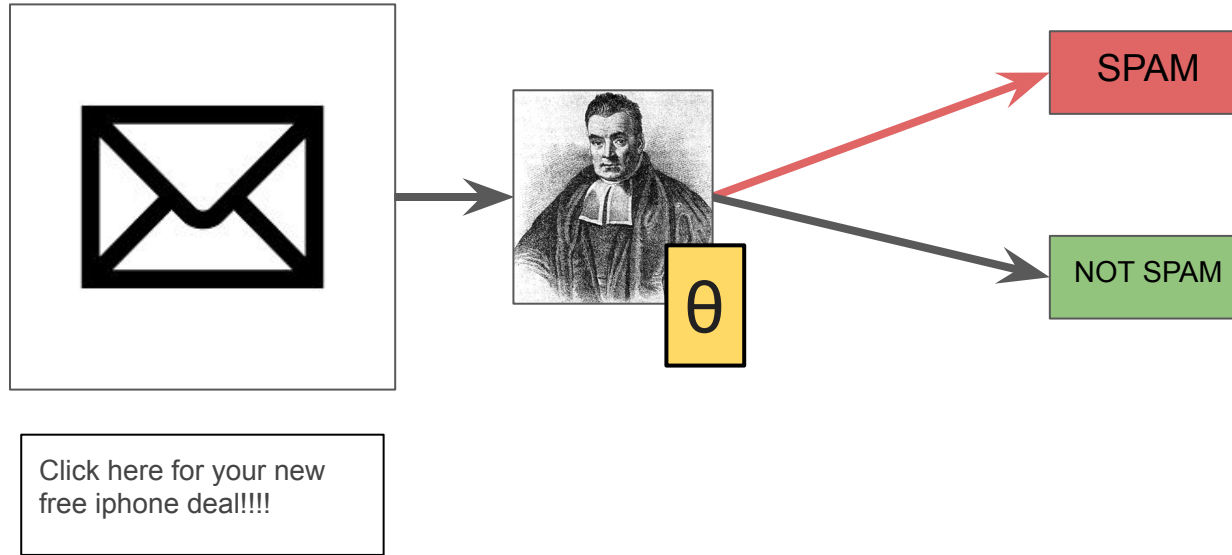 SPAM
θ
NOT SPAM
Click here for your new
free iphone deal!!!!